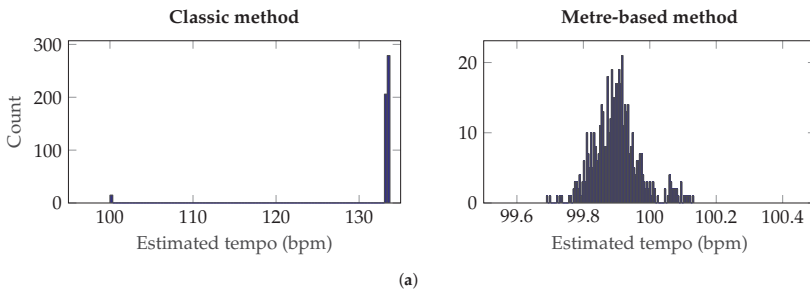 Classic method
300
200
100
0
Count
100 110 120 130
Estimated tempo (bpm)
Metre-based method
20
10
0
99.6 99.8 100 100.2 100.4
Estimated tempo (bpm)
(a)